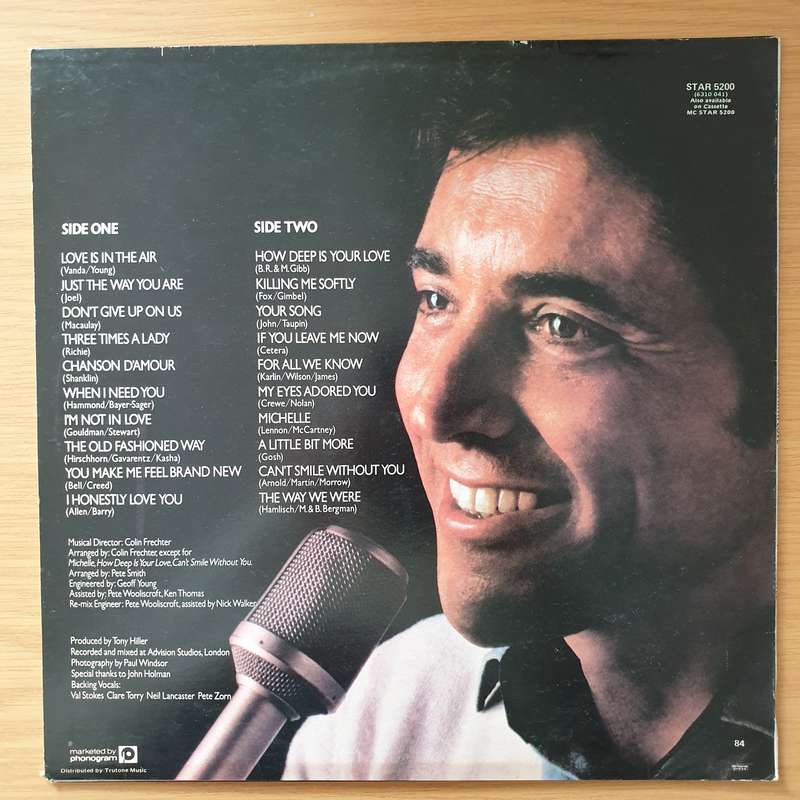 STAR 5200
(6310 041)
Also available
on Cassette
MC STAR 5200
SIDE ONE
LOVE IS IN THE AIR
(Vanda/Young)
JUST THE WAY YOU ARE
(Joel)
DON'T GIVE UP ON US
(Macaulay)
THREE TIMES A LADY
(Richie)
CHANSON D'AMOUR
(Shanklin)
WHEN I NEED YOU
(Hammond/Bayer-Sager)
I'M NOT IN LOVE
(Gouldman/Stewart)
THE OLD FASHIONED WAY
(Hirschhorn/Gavarentz/Kasha)
YOU MAKE ME FEEL BRAND NEW
(Bell/Creed)
I HONESTLY LOVE YOU
(Allen/Barry)
SIDE TWO
HOW DEEP IS YOUR LOVE
(B.R. & M. Gibb)
KILLING ME SOFTLY
(Fox/Gimbel)
YOUR SONG
(John/Taupin)
IF YOU LEAVE ME NOW
(Cetera)
FOR ALL WE KNOW
(Karlin/Wilson/James)
MY EYES ADORED YOU
(Crewe/Nolan)
MICHELLE
(Lennon/McCartney)
A LITTLE BIT MORE
(Gosh)
CAN'T SMILE WITHOUT YOU
(Arnold/Martin/Morrow)
THE WAY WE WERE
(Hamlisch/M. & B. Bergman)
Musical Director: Colin Frechter
Arranged by: Colin Frechter, except for
Michelle, How Deep is Your Love, Can't Smile Without You.
Arranged by: Pete Smith
Engineered by: Geoff Young
Assisted by: Pete Wooliscroft, Ken Thomas
Re-mix Engineer: Pete Wooliscroft, assisted by Nick Walker
Produced by Tony Hiller
Recorded and mixed at Advision Studios, London
Photography by Paul Windsor
Special thanks to John Holman
Backing Vocals:
Val Stokes Clare Torry Neil Lancaster Pete Zorn
marketed by
phonogram
Distributed by Trutone Music
84